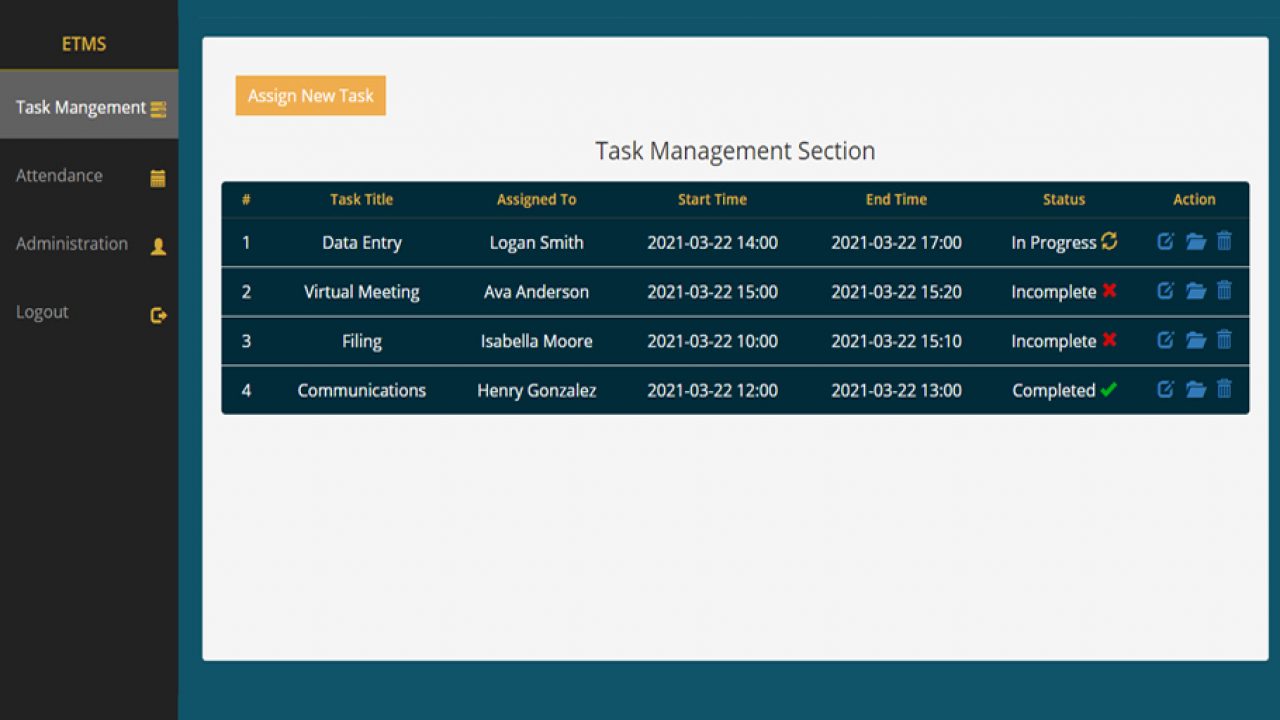 ETMS
Task Mangement
Attendance
Administration
Logout
Assign New Task
Task Management Section
# Task Title Assigned To Start Time End Time Status Action
1 Data Entry Logan Smith 2021-03-22 14:00 2021-03-22 17:00 In Progress
2 Virtual Meeting Ava Anderson 2021-03-22 15:00 2021-03-22 15:20 Incomplete
3 Filing Isabella Moore 2021-03-22 10:00 2021-03-22 15:10 Incomplete
4 Communications Henry Gonzalez 2021-03-22 12:00 2021-03-22 13:00 Completed